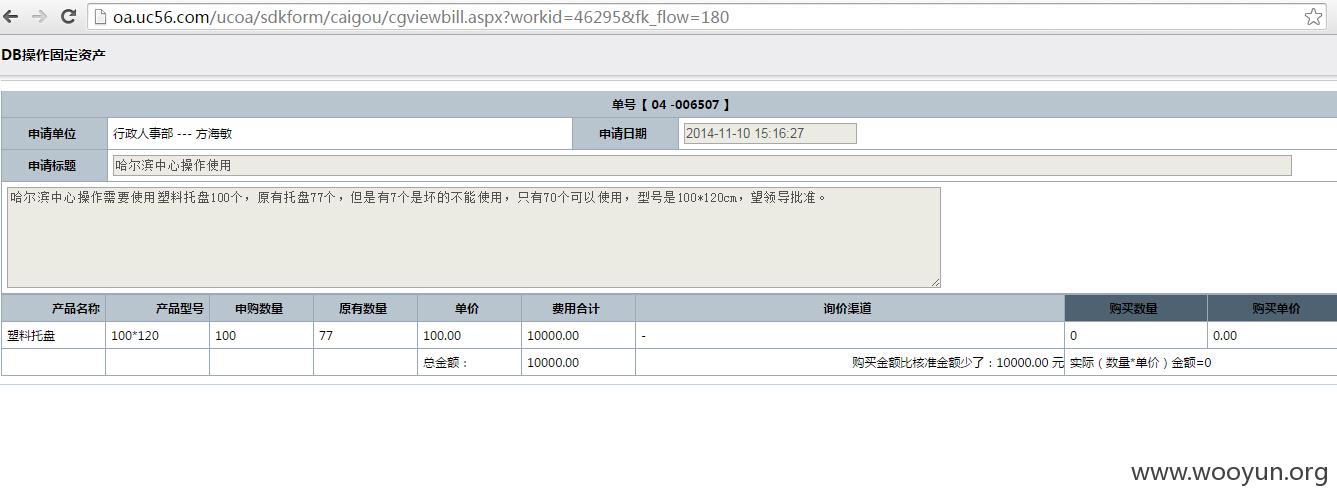 oa.uc56.com/ucoa/sdkform/caigou/cgviewbill.aspx?workid=46295&fk_flow=180
DB操作固定资产
单号【 04 -006507 】
申请单位 行政人事部 --- 方海敏 申请日期 2014-11-10 15:16:27
申请标题 哈尔滨中心操作使用
哈尔滨中心操作需要使用塑料托盘100个，原有托盘77个，但是有7个是坏的不能使用，只有70个可以使用，型号是100*120cm，望领导批准。
产品名称 产品型号 申购数量 原有数量 单价 费用合计 询价渠道 购买数量 购买单价
塑料托盘 100*120 100 77 100.00 10000.00 - 0 0.00
总金额： 10000.00 购买金额比核准金额少了：10000.00 元 实际（数量*单价）金额=0
www.wooyun.org